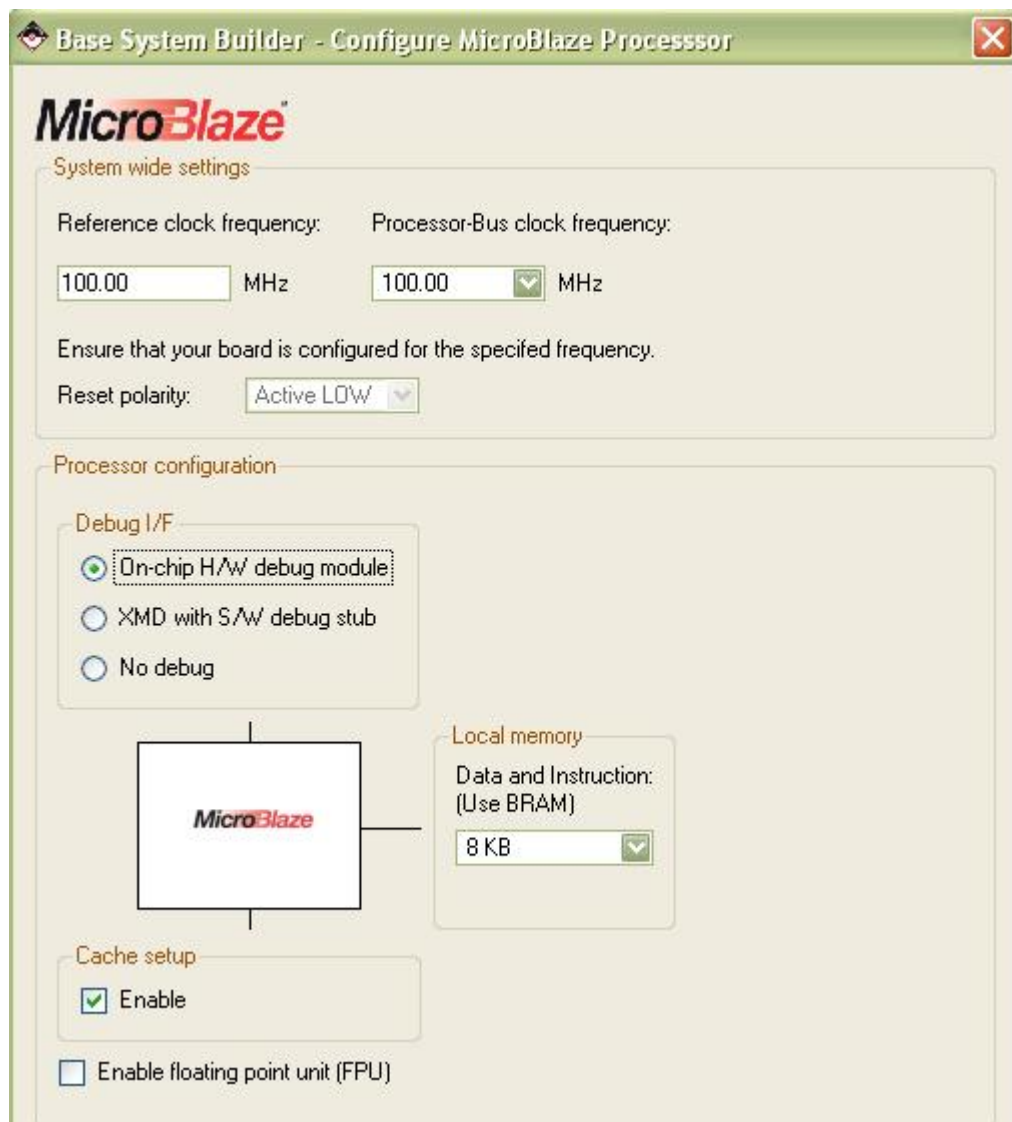 Base System Builder - Configure MicroBlaze Processsor
MicroBlaze
System wide settings
Reference clock frequency: Processor-Bus clock frequency:
100.00 MHz 100.00 MHz
Ensure that your board is configured for the specifed frequency.
Reset polarity: Active LOW
Processor configuration
Debug I/F
On-chip H/W debug module
XMD with S/W debug stub
No debug
Local memory
Data and Instruction:
(Use BRAM)
MicroBlaze
8 KB
Cache setup
Enable
Enable floating point unit (FPU)